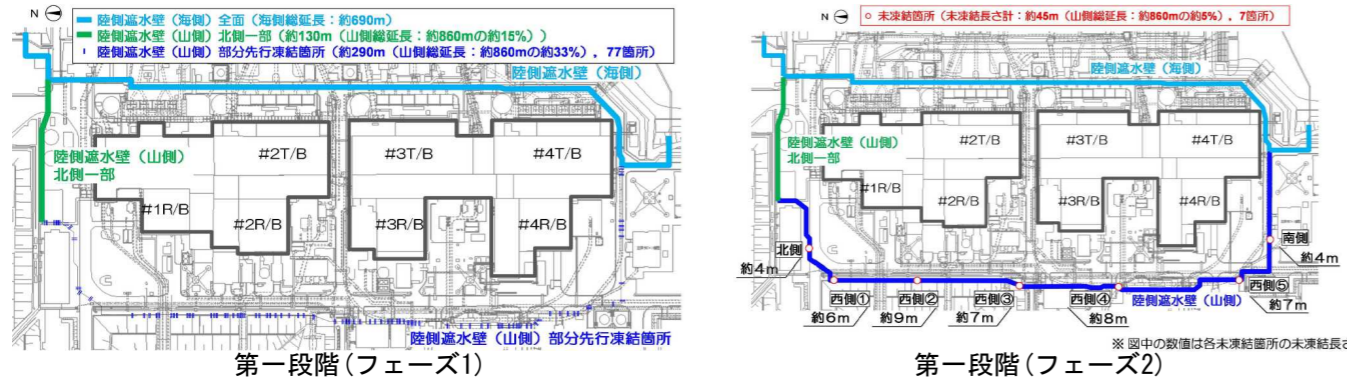 N
陸側遮水壁（海側）全面（海側総延長：約690m）
陸側遮水壁（山側）北側一部（約130m（山側総延長：約860mの約15%））
陸側遮水壁（山側）部分先行凍結箇所（約290m（山側総延長：約860mの約33%），77箇所）
陸側遮水壁（海側）
陸側遮水壁（山側）
北側一部
#2T/B
#3T/B
#4T/B
#1R/B
#2R/B
#3R/B
#4R/B
陸側遮水壁（山側）部分先行凍結箇所
第一段階(フェーズ1)
N
未凍結箇所（未凍結長さ計：約45m（山側総延長：約860mの約5%），7箇所）
陸側遮水壁（海側）
陸側遮水壁（山側）
北側一部
#2T/B
#3T/B
#4T/B
#1R/B
#2R/B
#3R/B
#4R/B
北側
約4m
南側
約4m
西側①
約6m
西側②
約9m
西側③
約7m
西側④
約8m
陸側遮水壁（山側）
西側⑤
約7m
※ 図中の数値は各未凍結箇所の未凍結長さ
第一段階(フェーズ2)